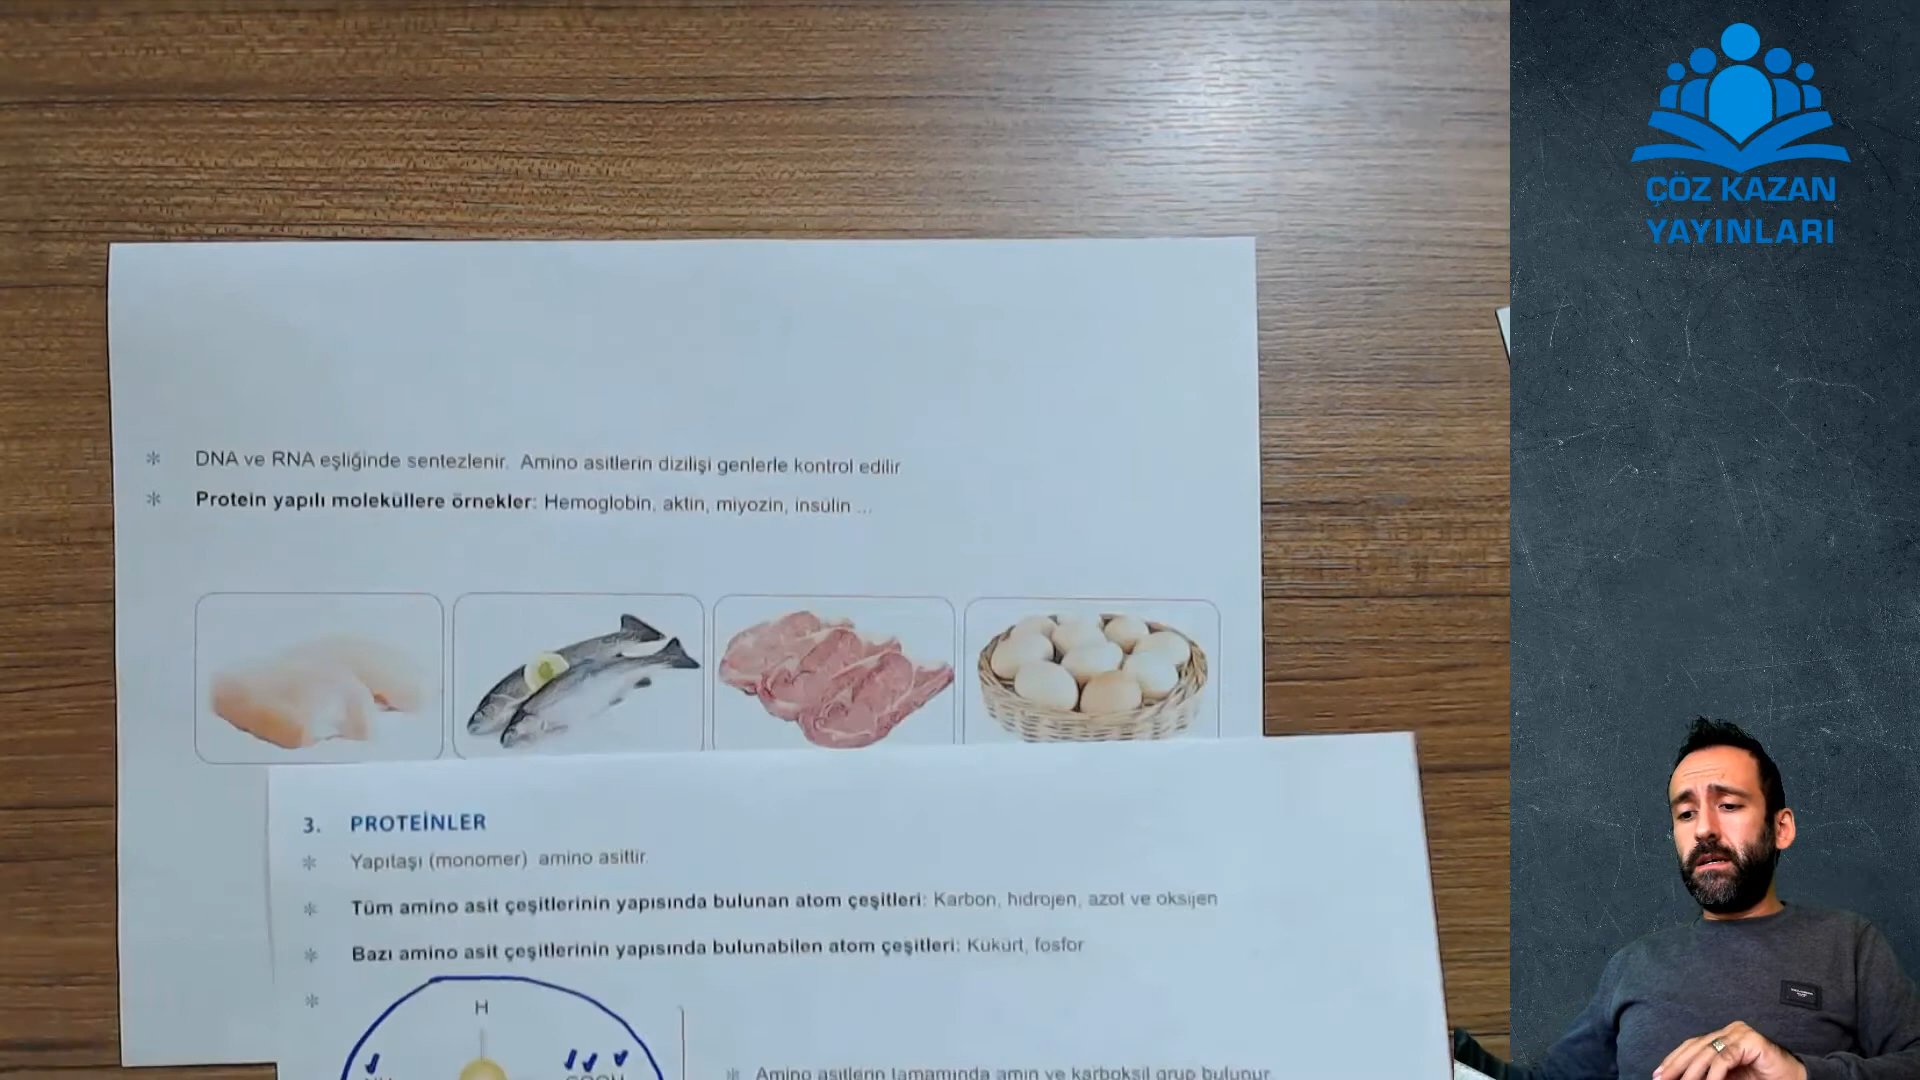 ÇÖZ KAZAN
YAYINLARI
* DNA ve RNA eşliğinde sentezlenir. Amino asitlerin dizilişi genlerle kontrol edilir
* Protein yapılı moleküllere örnekler: Hemoglobin, aktin, miyozin, insülin ...
3. PROTEİNLER
* Yapıtaşı (monomer) amino asittir.
* Tüm amino asit çeşitlerinin yapısında bulunan atom çeşitleri: Karbon, hidrojen, azot ve oksijen
* Bazı amino asit çeşitlerinin yapısında bulunabilen atom çeşitleri: Kükürt, fosfor
*
H
* Amino asitlerin tamamında amin ve karboksil grup bulunur